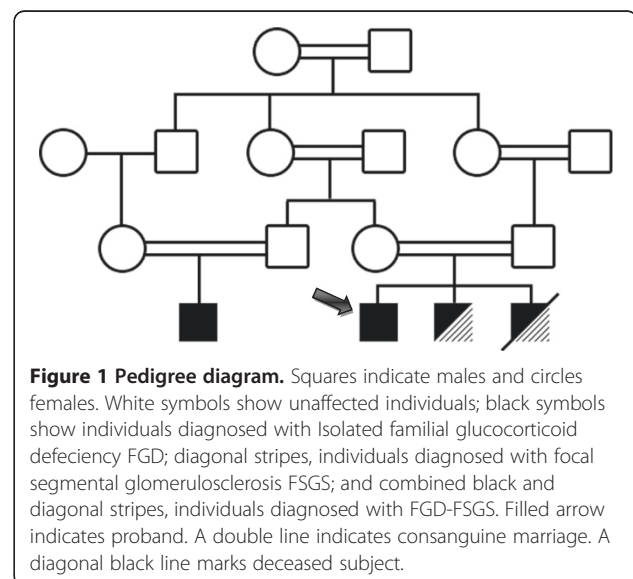 Figure 1 Pedigree diagram. Squares indicate males and circles
females. White symbols show unaffected individuals; black symbols
show individuals diagnosed with Isolated familial glucocorticoid
defeciency FGD; diagonal stripes, individuals diagnosed with focal
segmental glomerulosclerosis FSGS; and combined black and
diagonal stripes, individuals diagnosed with FGD-FSGS. Filled arrow
indicates proband. A double line indicates consanguine marriage. A
diagonal black line marks deceased subject.